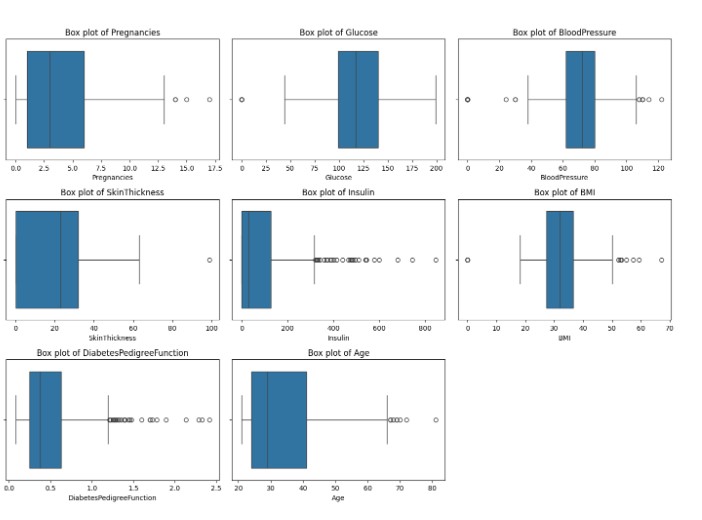 Box plot of Pregnancies
0.0 2.5 5.0 7.5 10.0 12.5 15.0 17.5
Pregnancies
Box plot of Glucose
0 25 50 75 100 125 150 175 200
Glucose
Box plot of BloodPressure
0 20 40 60 80 100 120
BloodPressure
Box plot of SkinThickness
0 20 40 60 80 100
SkinThickness
Box plot of Insulin
0 200 400 600 800
Insulin
Box plot of BMI
0 10 20 30 40 50 60 70
BMI
Box plot of DiabetesPedigreeFunction
0.0 0.5 1.0 1.5 2.0 2.5
DiabetesPedigreeFunction
Box plot of Age
20 30 40 50 60 70 80
Age